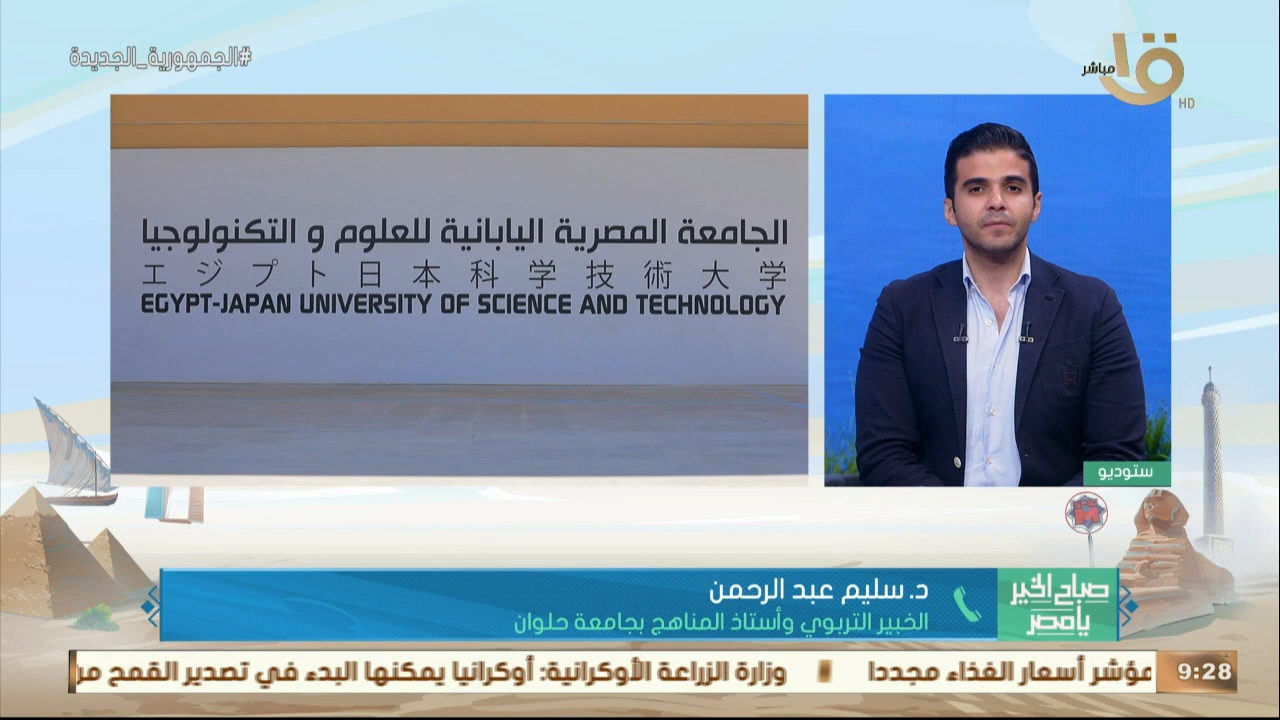 #الجمهورية_الجديدة
مباشر
HD
الجامعة المصرية اليابانية للعلوم و التكنولوجيا
エジプト日本科学技術大学
EGYPT-JAPAN UNIVERSITY OF SCIENCE AND TECHNOLOGY
ستوديو
صباح الخير
يا مصر
د. سليم عبد الرحمن
الخبير التربوي وأستاذ المناهج بجامعة حلوان
9:28
مؤشر أسعار الغذاء مجددا
وزارة الزراعة الأوكرانية: أوكرانيا يمكنها البدء في تصدير القمح من